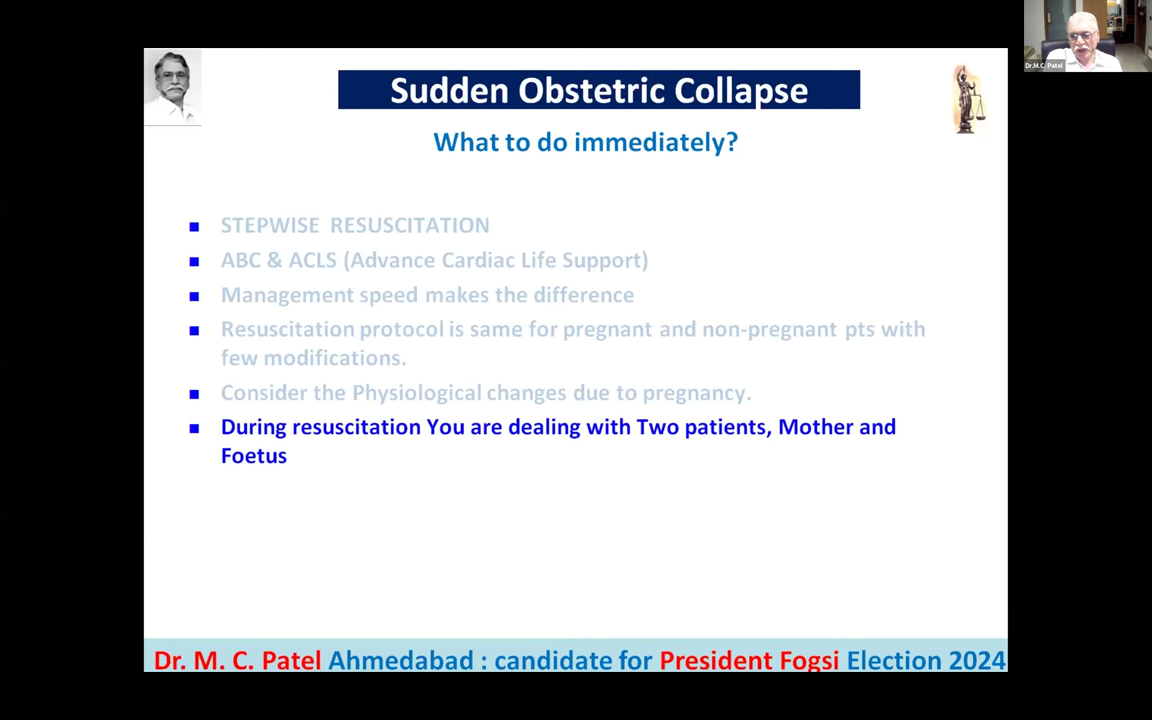 Sudden Obstetric Collapse
What to do immediately?
STEPWISE RESUSCITATION
ABC & ACLS (Advance Cardiac Life Support)
Management speed makes the difference
Resuscitation protocol is same for pregnant and non-pregnant pts with
few modifications.
Consider the Physiological changes due to pregnancy.
During resuscitation You are dealing with Two patients, Mother and
Foetus
Dr. M. C. Patel Ahmedabad : candidate for President Fogsi Election 2024
Dr.M.C. Patel